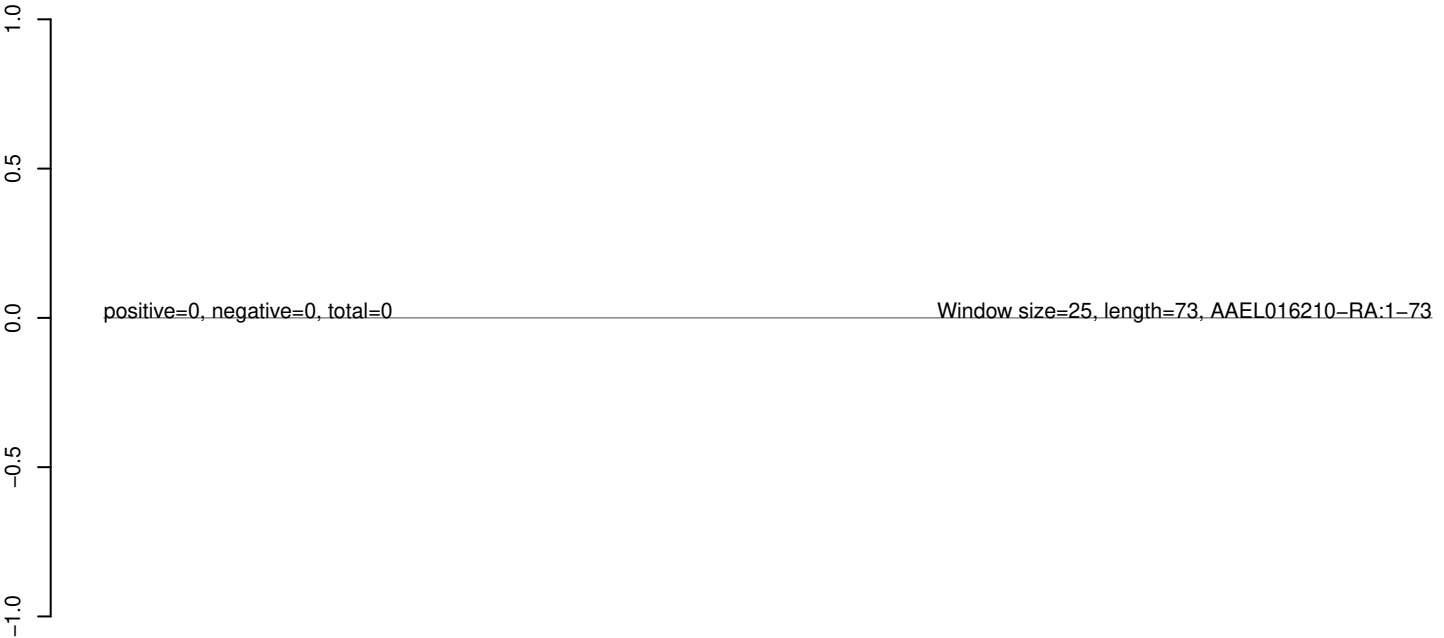 1.0
0.5
0.0
−0.5
−1.0
positive=0, negative=0, total=0
Window size=25, length=73, AAEL016210−RA:1−73